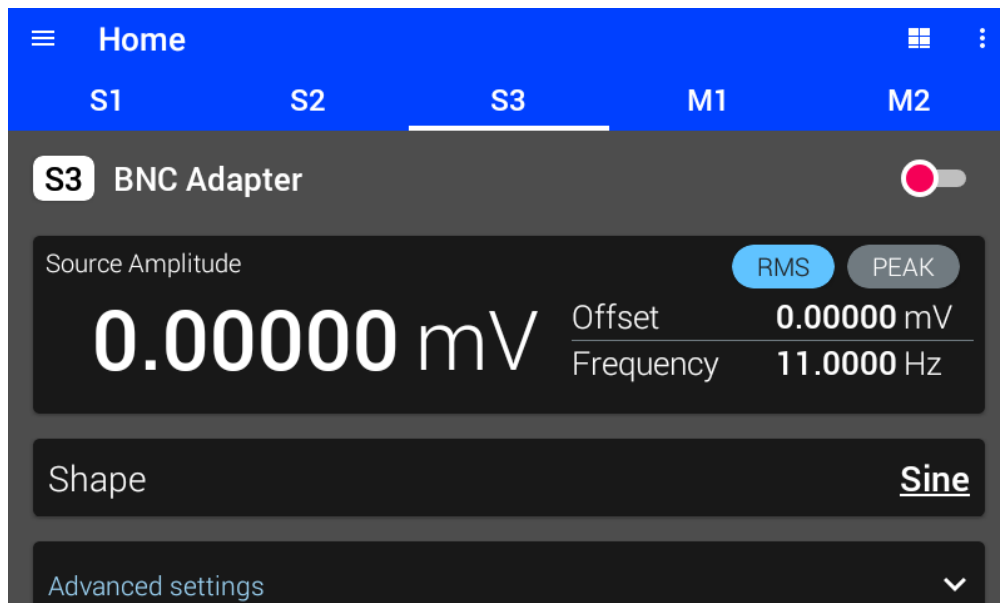 Home
S1 S2 S3 M1 M2
S3 BNC Adapter
Source Amplitude RMS PEAK
0.00000 mV
Offset 0.00000 mV
Frequency 11.0000 Hz
Shape Sine
Advanced settings